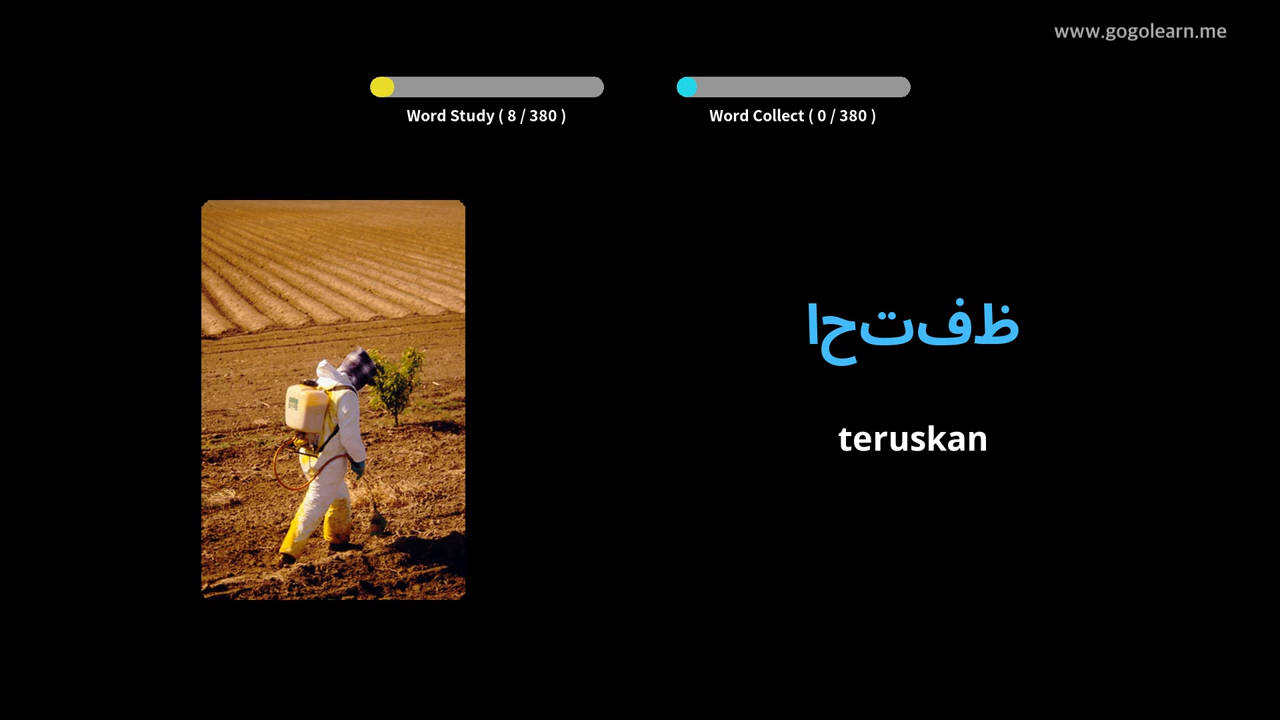 www.gogolearn.me
Word Study ( 8 / 380 )
Word Collect ( 0 / 380 )
احتفظ
teruskan